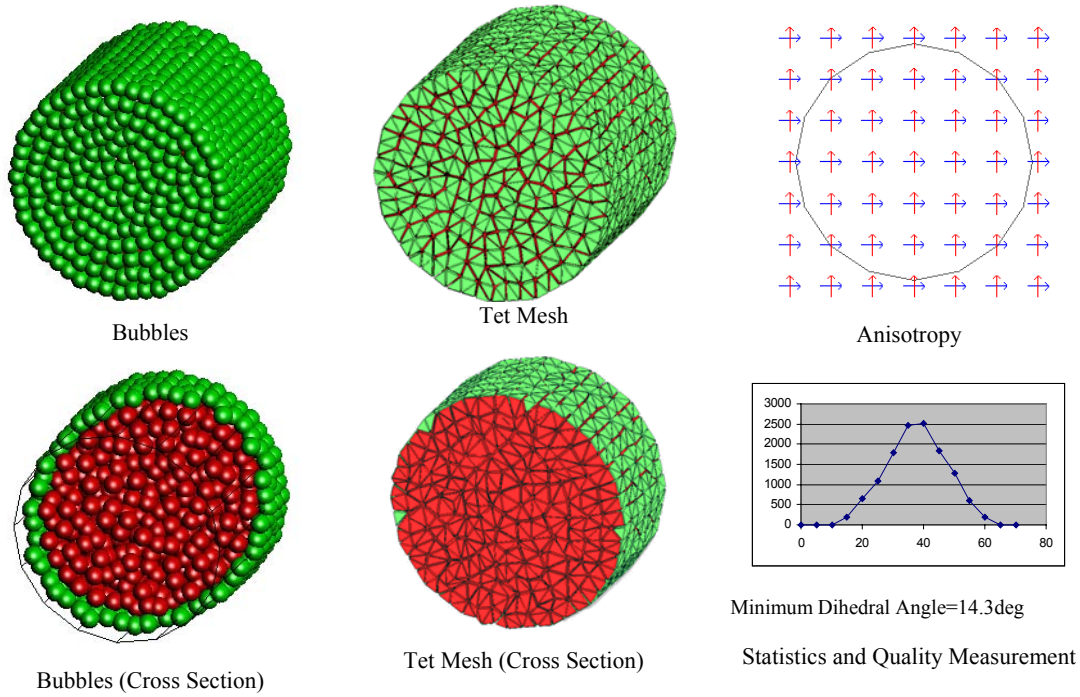 Bubbles
Tet Mesh
Anisotropy
3000
2500
2000
1500
1000
500
0
0 20 40 60 80
Minimum Dihedral Angle=14.3deg
Bubbles (Cross Section)
Tet Mesh (Cross Section)
Statistics and Quality Measurement